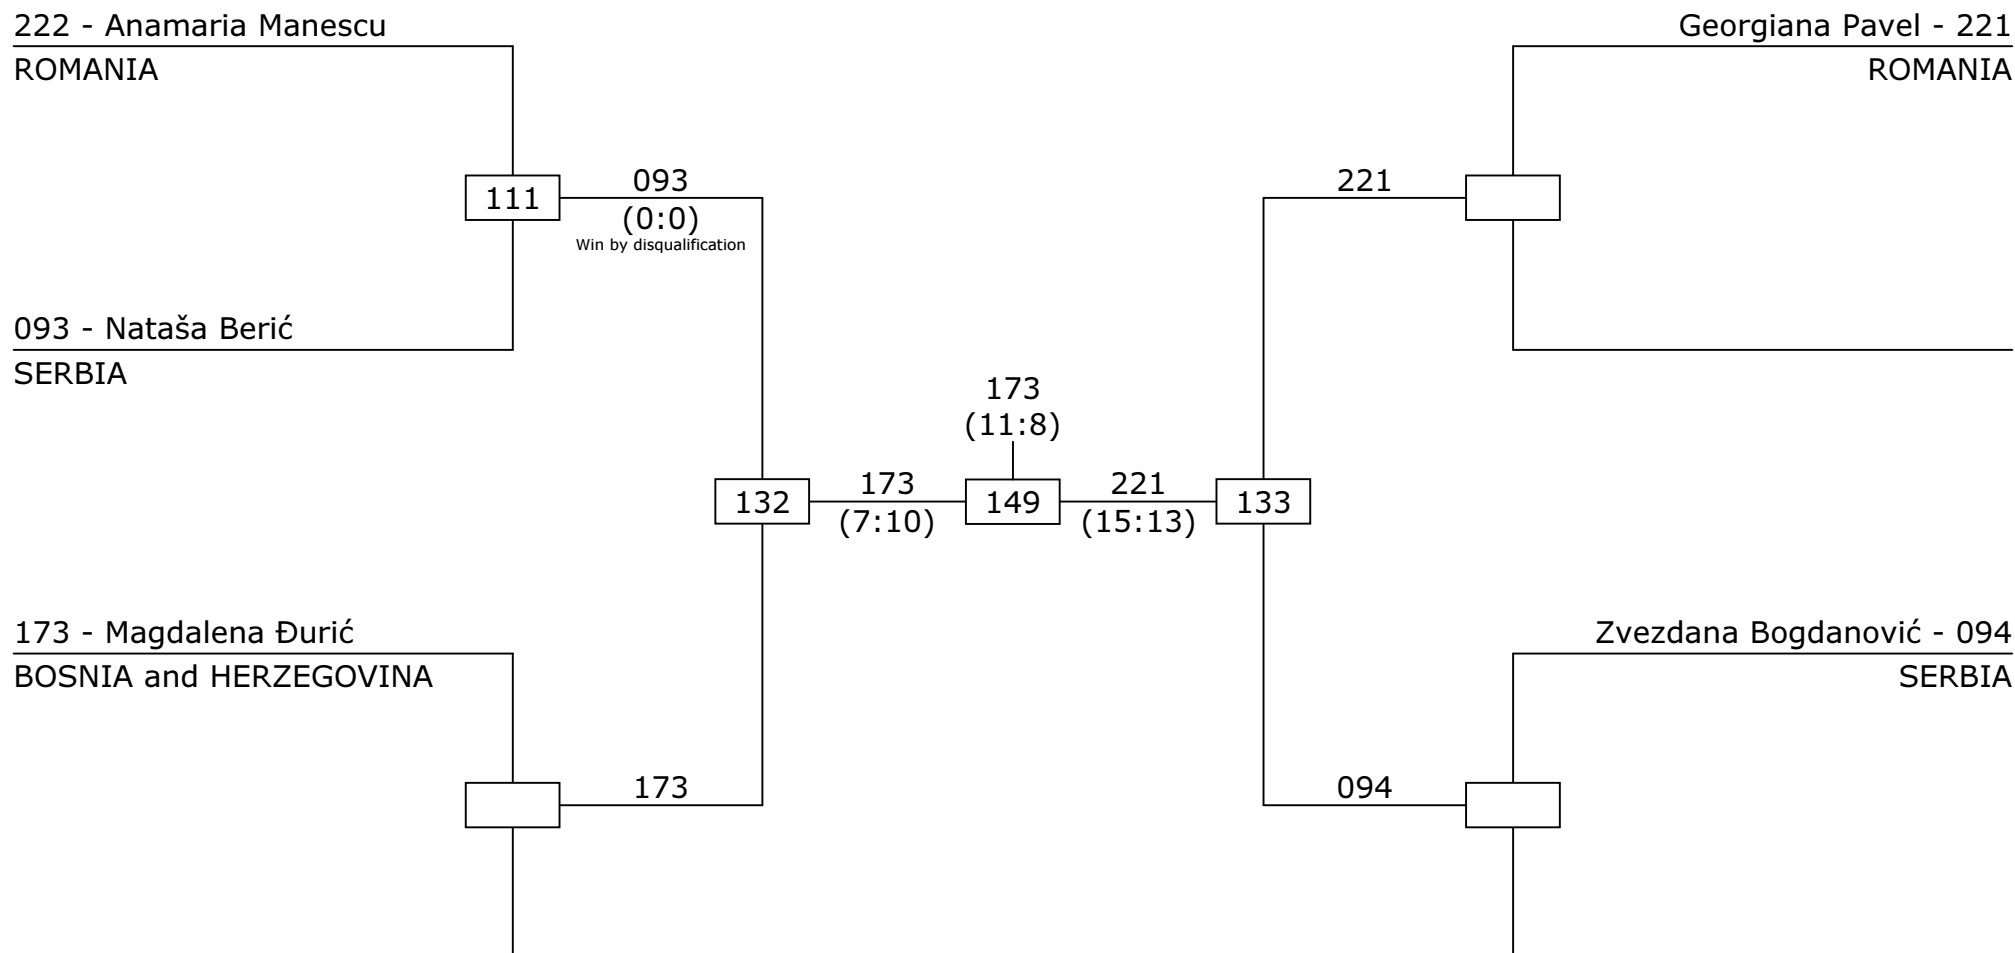 222 - Anamaria Manescu
ROMANIA
Georgiana Pavel - 221
ROMANIA
111
093
(0:0)
Win by disqualification
221
093 - Nataša Berić
SERBIA
173
(11:8)
132
173
(7:10)
149
221
(15:13)
133
173 - Magdalena Đurić
BOSNIA and HERZEGOVINA
Zvezdana Bogdanović - 094
SERBIA
173
094